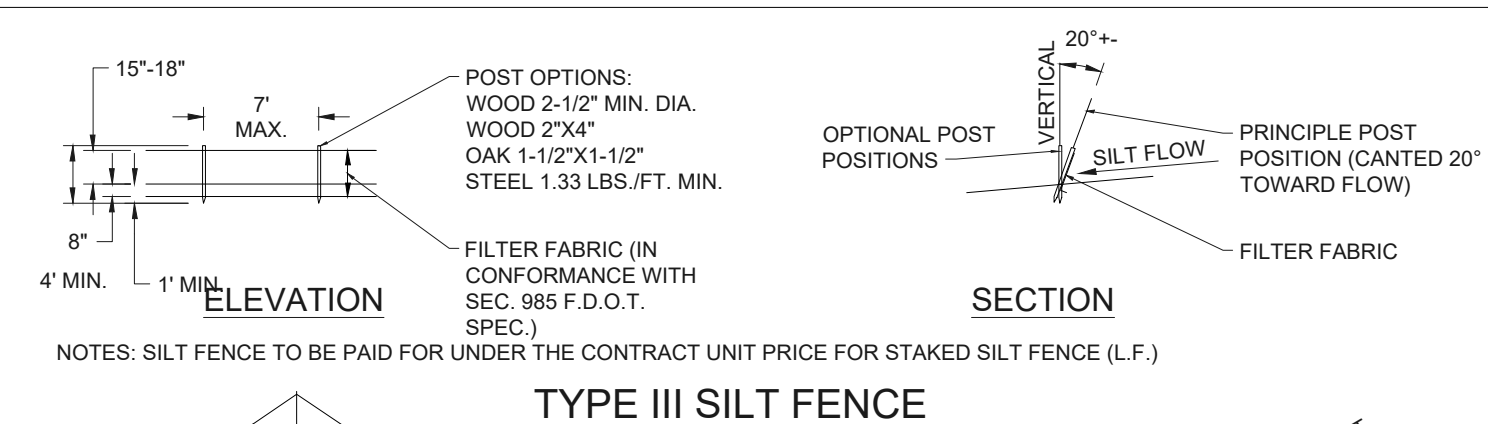 15"-18"
7'
MAX.
POST OPTIONS:
WOOD 2-1/2" MIN. DIA.
WOOD 2"X4"
OAK 1-1/2"X1-1/2"
STEEL 1.33 LBS./FT. MIN.
8"
4' MIN.
1' MIN.
FILTER FABRIC (IN
CONFORMANCE WITH
SEC. 985 F.D.O.T.
SPEC.)
ELEVATION
20°+-
VERTICAL
OPTIONAL POST
POSITIONS
SILT FLOW
PRINCIPLE POST
POSITION (CANTED 20°
TOWARD FLOW)
FILTER FABRIC
SECTION
NOTES: SILT FENCE TO BE PAID FOR UNDER THE CONTRACT UNIT PRICE FOR STAKED SILT FENCE (L.F.)
TYPE III SILT FENCE